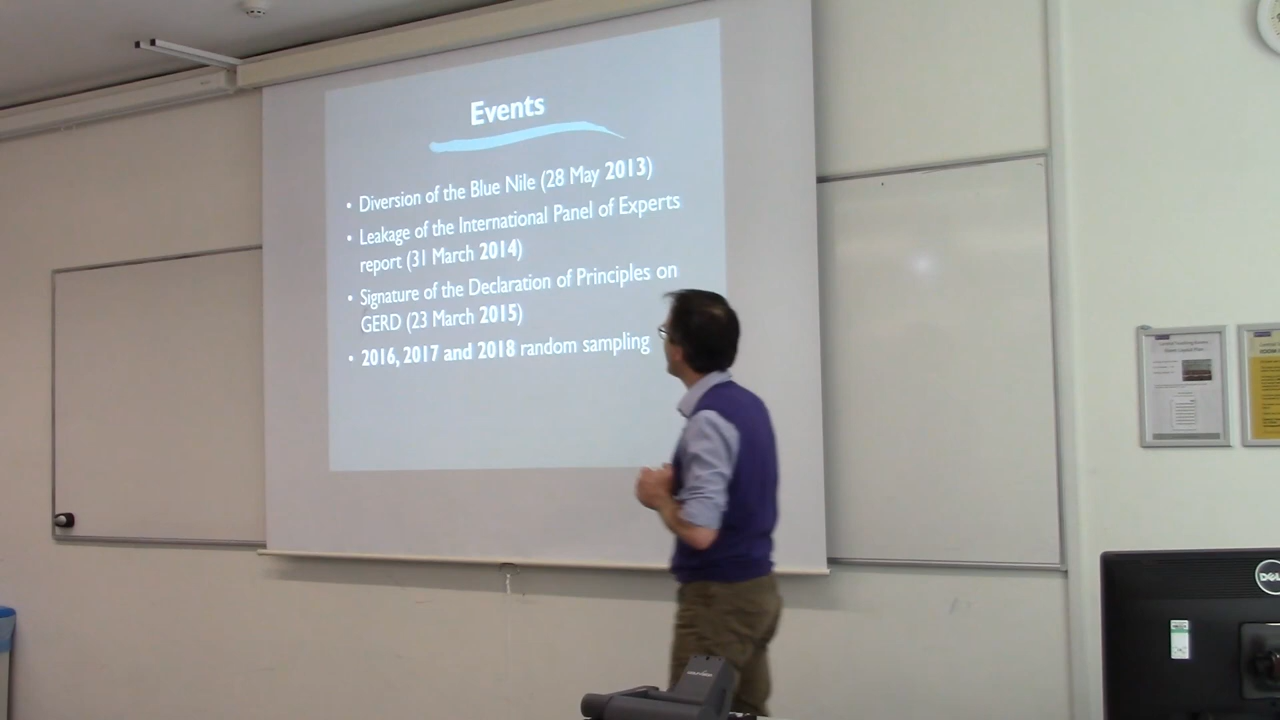 Events
• Diversion of the Blue Nile (28 May 2013)
• Leakage of the International Panel of Experts
report (31 March 2014)
• Signature of the Declaration of Principles on
GERD (23 March 2015)
• 2016, 2017 and 2018 random sampling
DELL